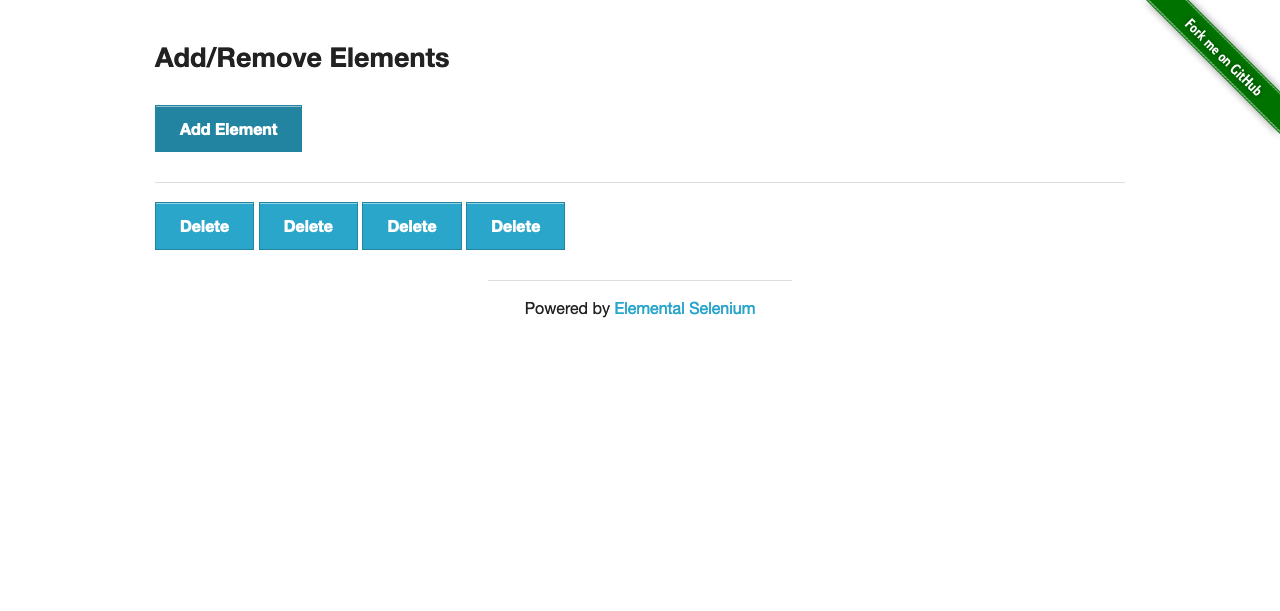 Add/Remove Elements
Fork me on GitHub
Add Element
Delete Delete Delete Delete
Powered by Elemental Selenium